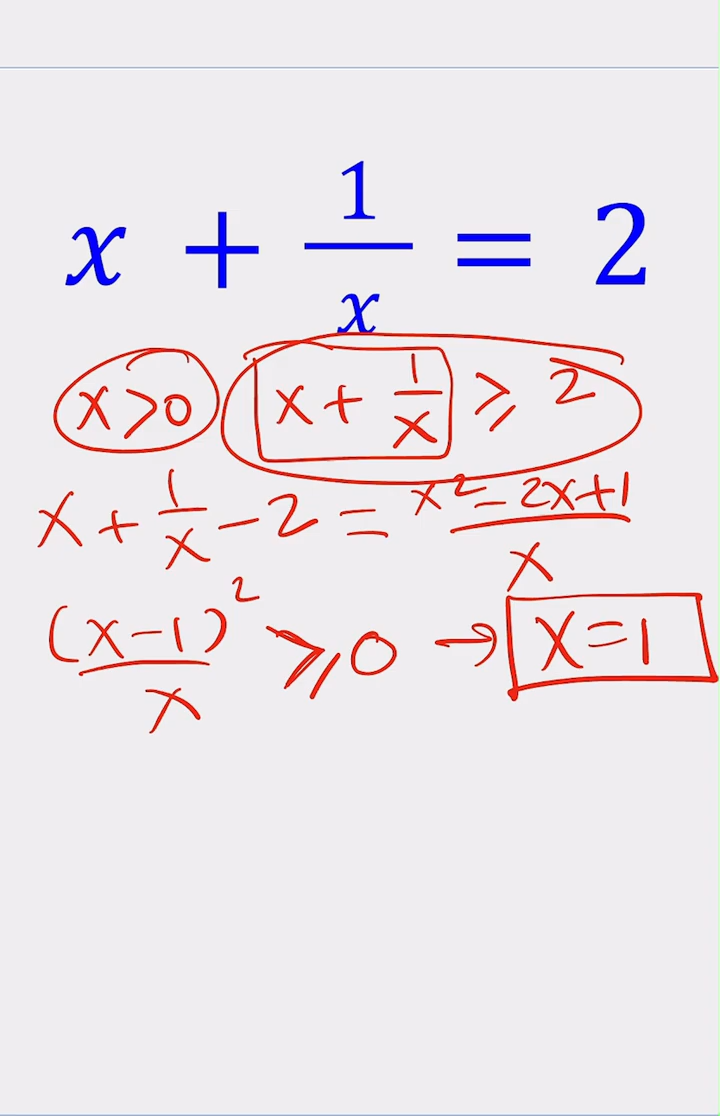 x + 1/x = 2
x>0 x + 1/x ⩾ 2
x + 1/x - 2 = x² - 2x + 1 / x
(x-1)² / x ⩾ 0 → x = 1